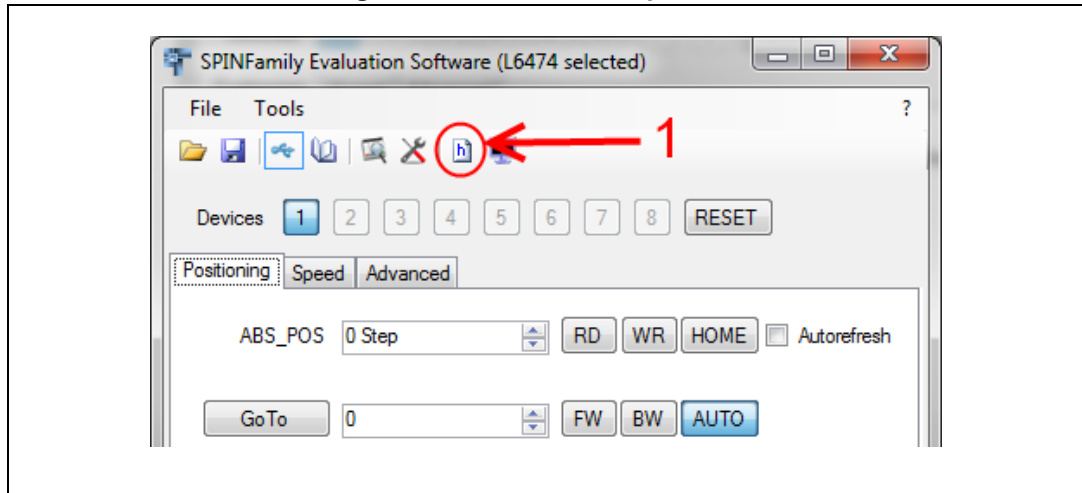 SPINFamily Evaluation Software (L6474 selected)
File Tools ?
h 1
Devices 1 2 3 4 5 6 7 8 RESET
Positioning Speed Advanced
ABS_POS 0 Step RD WR HOME Autorefresh
GoTo 0 FW BW AUTO